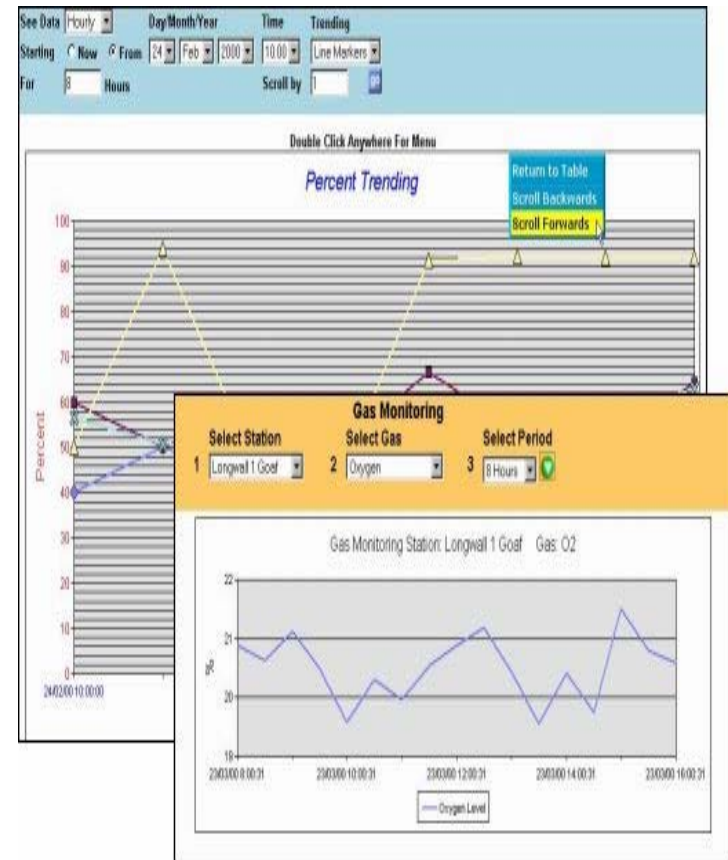 See Data Hourly Day/Month/Year Time Trending
Starting Now From 24 Feb 2000 10:00 Line Markers
For 8 Hours Scroll by 1
Double Click Anywhere For Menu
Percent Trending
Return to Table
Scroll Backwards
Scroll Forwards
100
90
80
70
60
50
40
30
20
10
0
Percent
24/02/00 10:00:00
Gas Monitoring
Select Station Select Gas Select Period
1 Longwall 1 Goaf 2 Oxygen 3 8 Hours
Gas Monitoring Station: Longwall 1 Goaf Gas: O2
22
21
20
19
%
23/03/00 8:00:31 23/03/00 10:00:31 23/03/00 12:00:31 23/03/00 14:00:31 23/03/00 16:00:31
Oxygen Level